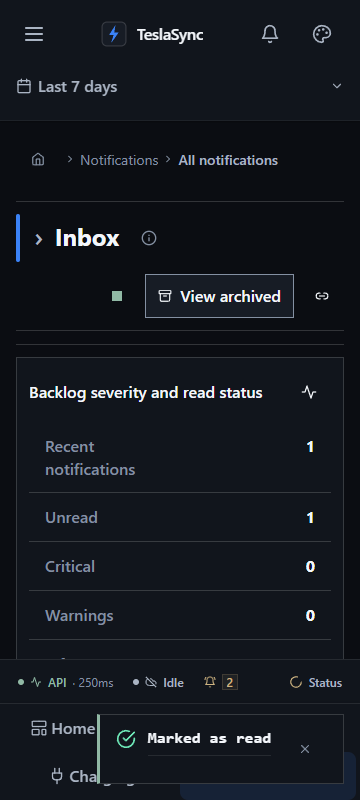 TeslaSync
Last 7 days
Notifications
All notifications
Inbox
View archived
Backlog severity and read status
Recent notifications
1
Unread
1
Critical
0
Warnings
0
API · 250ms
Idle
2
Status
Home
Marked as read